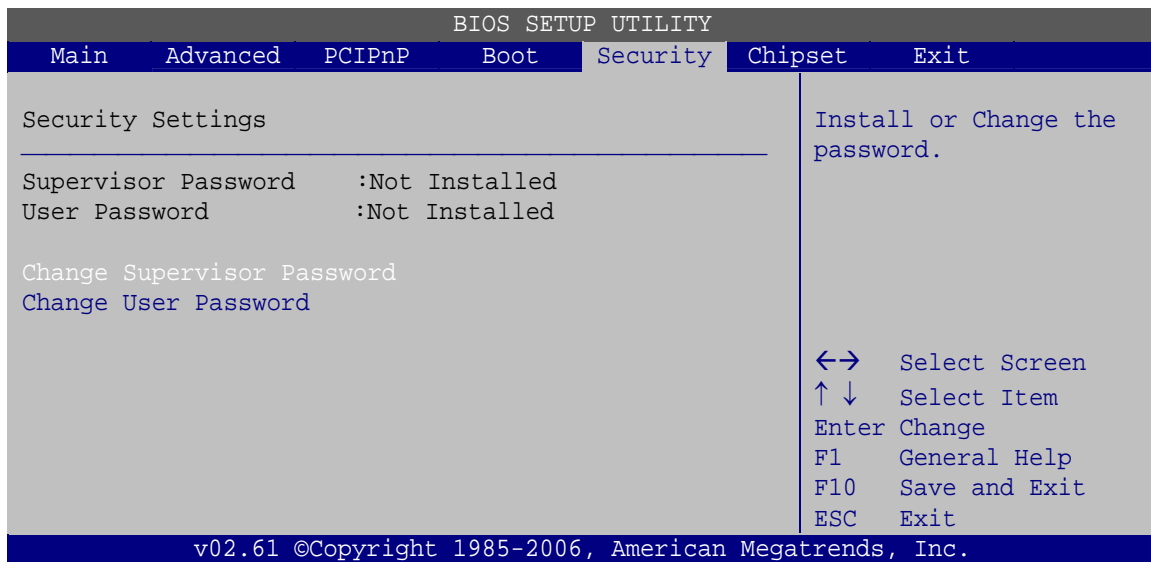 BIOS SETUP UTILITY
Main Advanced PCIPnP Boot Security Chipset Exit
Security Settings
Supervisor Password :Not Installed
User Password :Not Installed
Change Supervisor Password
Change User Password
Install or Change the
password.
←→ Select Screen
↑ ↓ Select Item
Enter Change
F1 General Help
F10 Save and Exit
ESC Exit
v02.61 ©Copyright 1985-2006, American Megatrends, Inc.